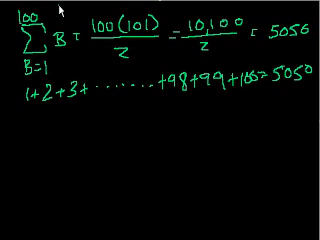 100
∑ B = 100(101)/2 = 10,100/2 = 5050
B=1
1+2+3+........+98+99+100=5050